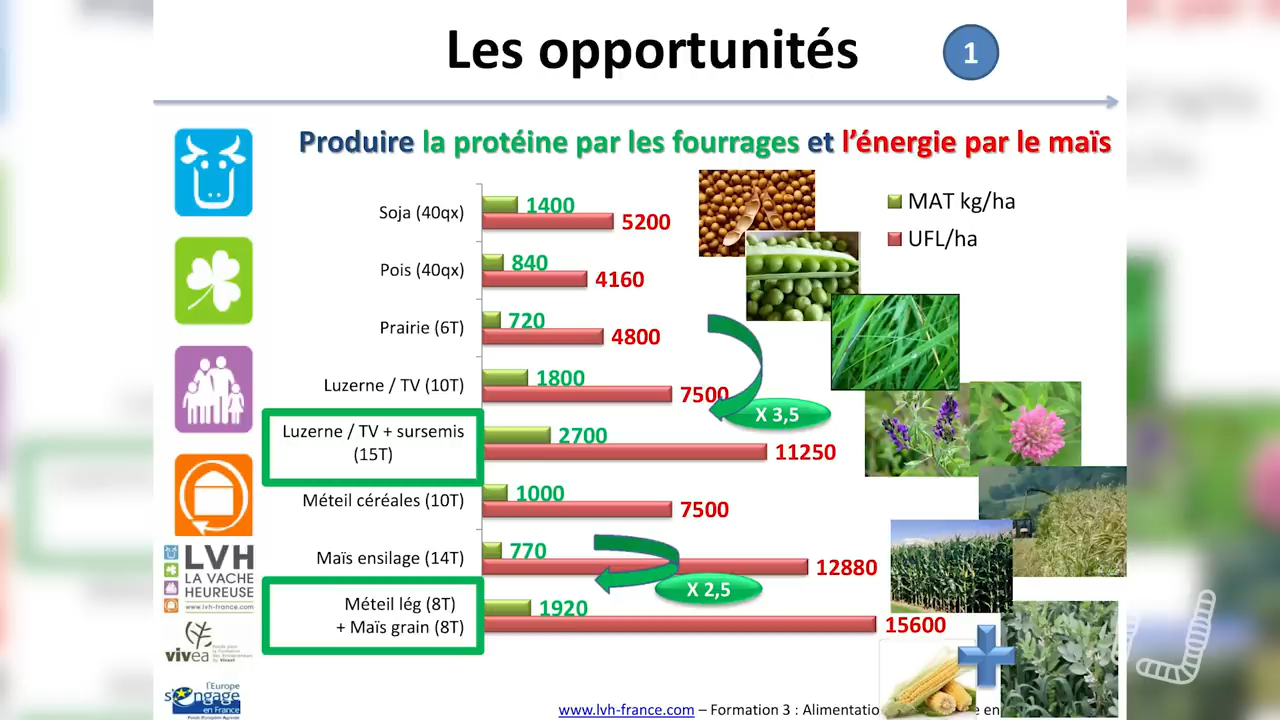 Les opportunités
1
Produire la protéine par les fourrages et l'énergie par le maïs
MAT kg/ha
UFL/ha
Soja (40qx)
1400
5200
Pois (40qx)
840
4160
Prairie (6T)
720
4800
Luzerne / TV (10T)
1800
7500
X 3,5
Luzerne / TV + sursemis
(15T)
2700
11250
Méteil céréales (10T)
1000
7500
Maïs ensilage (14T)
770
12880
X 2,5
Méteil lég (8T)
+ Maïs grain (8T)
1920
15600
LVH
LA VACHE
HEUREUSE
www.lvh-france.com
vivea
l'Europe
s'engage
en France
www.lvh-france.com – Formation 3 : Alimentatio